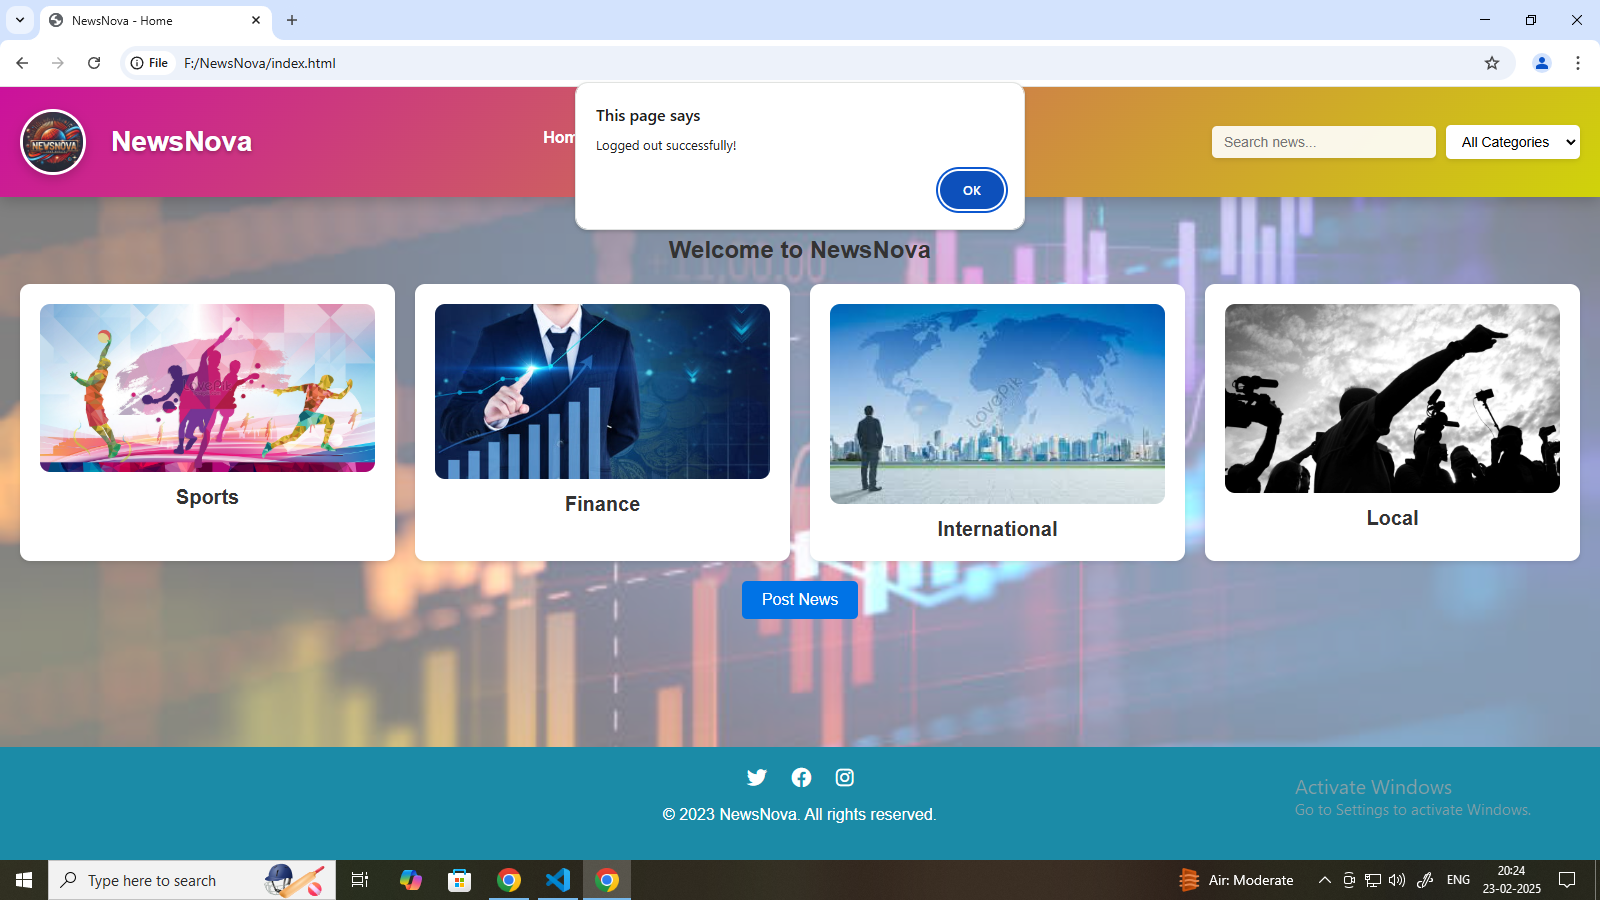 NewsNova - Home
File
F:/NewsNova/index.html
This page says
Logged out successfully!
OK
NEWSNOVA
NewsNova
Hom
Search news...
All Categories
Welcome to NewsNova
Sports
Finance
International
Local
Post News
© 2023 NewsNova. All rights reserved.
Activate Windows
Go to Settings to activate Windows.
Type here to search
Air: Moderate
ENG
20:24
23-02-2025